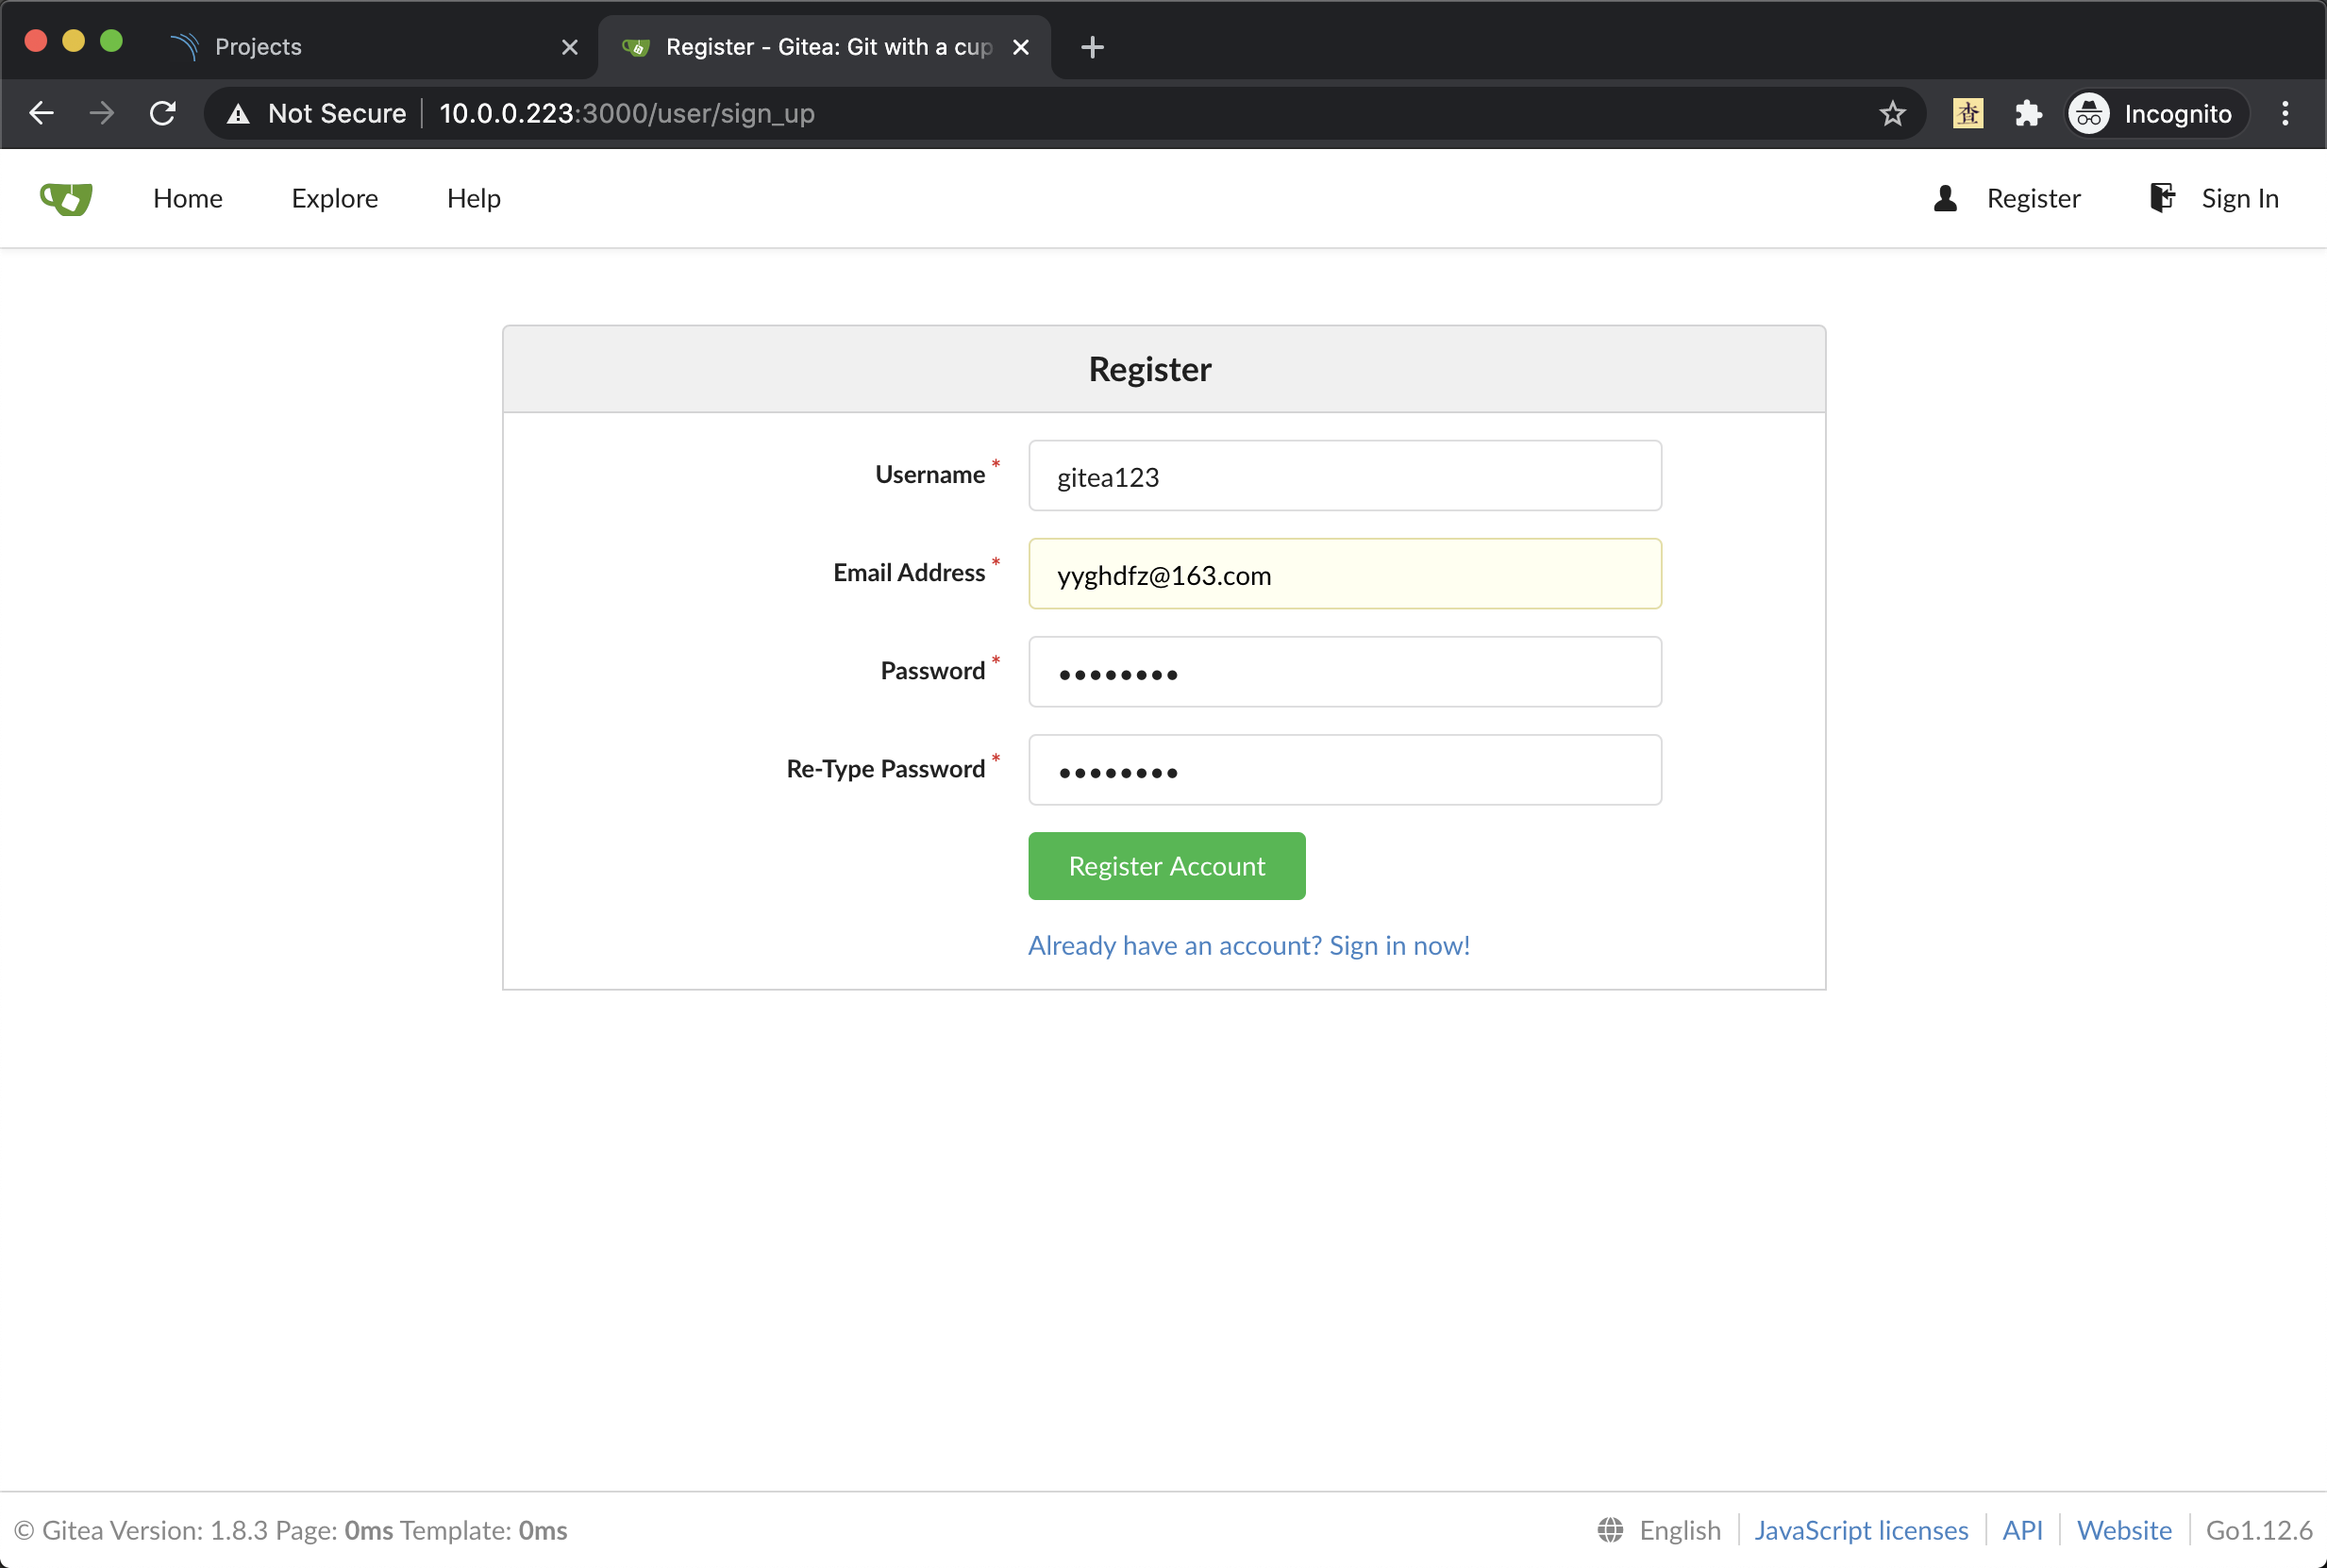 Projects
Register - Gitea: Git with a cup
Not Secure | 10.0.0.223:3000/user/sign_up
查
Incognito
Home Explore Help Register Sign In
Register
Username *
gitea123
Email Address *
yyghdfz@163.com
Password *
••••••••
Re-Type Password *
••••••••
Register Account
Already have an account? Sign in now!
© Gitea Version: 1.8.3 Page: 0ms Template: 0ms
English | JavaScript licenses | API | Website | Go1.12.6